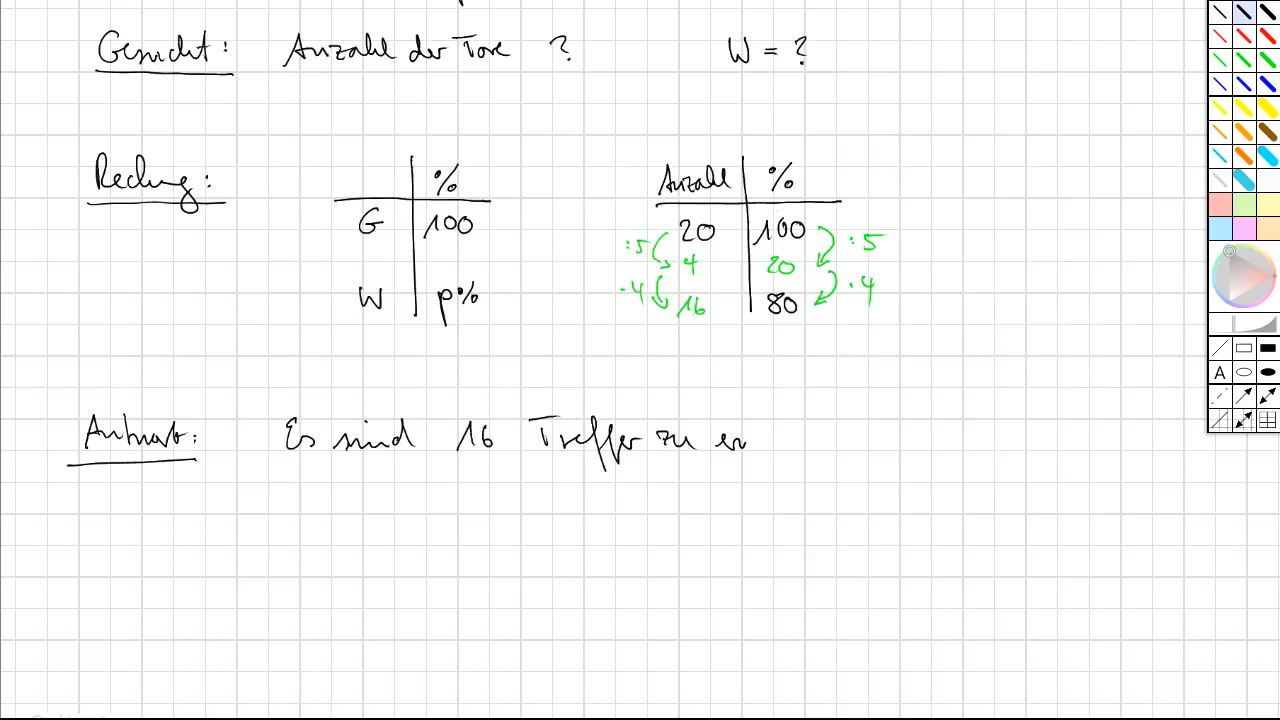 Gesucht: Anzahl der Tore ? W = ?
Rechnung: % Anzahl %
G 100 20 100
:5 :5
4 20
·4 ·4
W p% 16 80
Antwort: Es sind 16 Treffer zu er
A